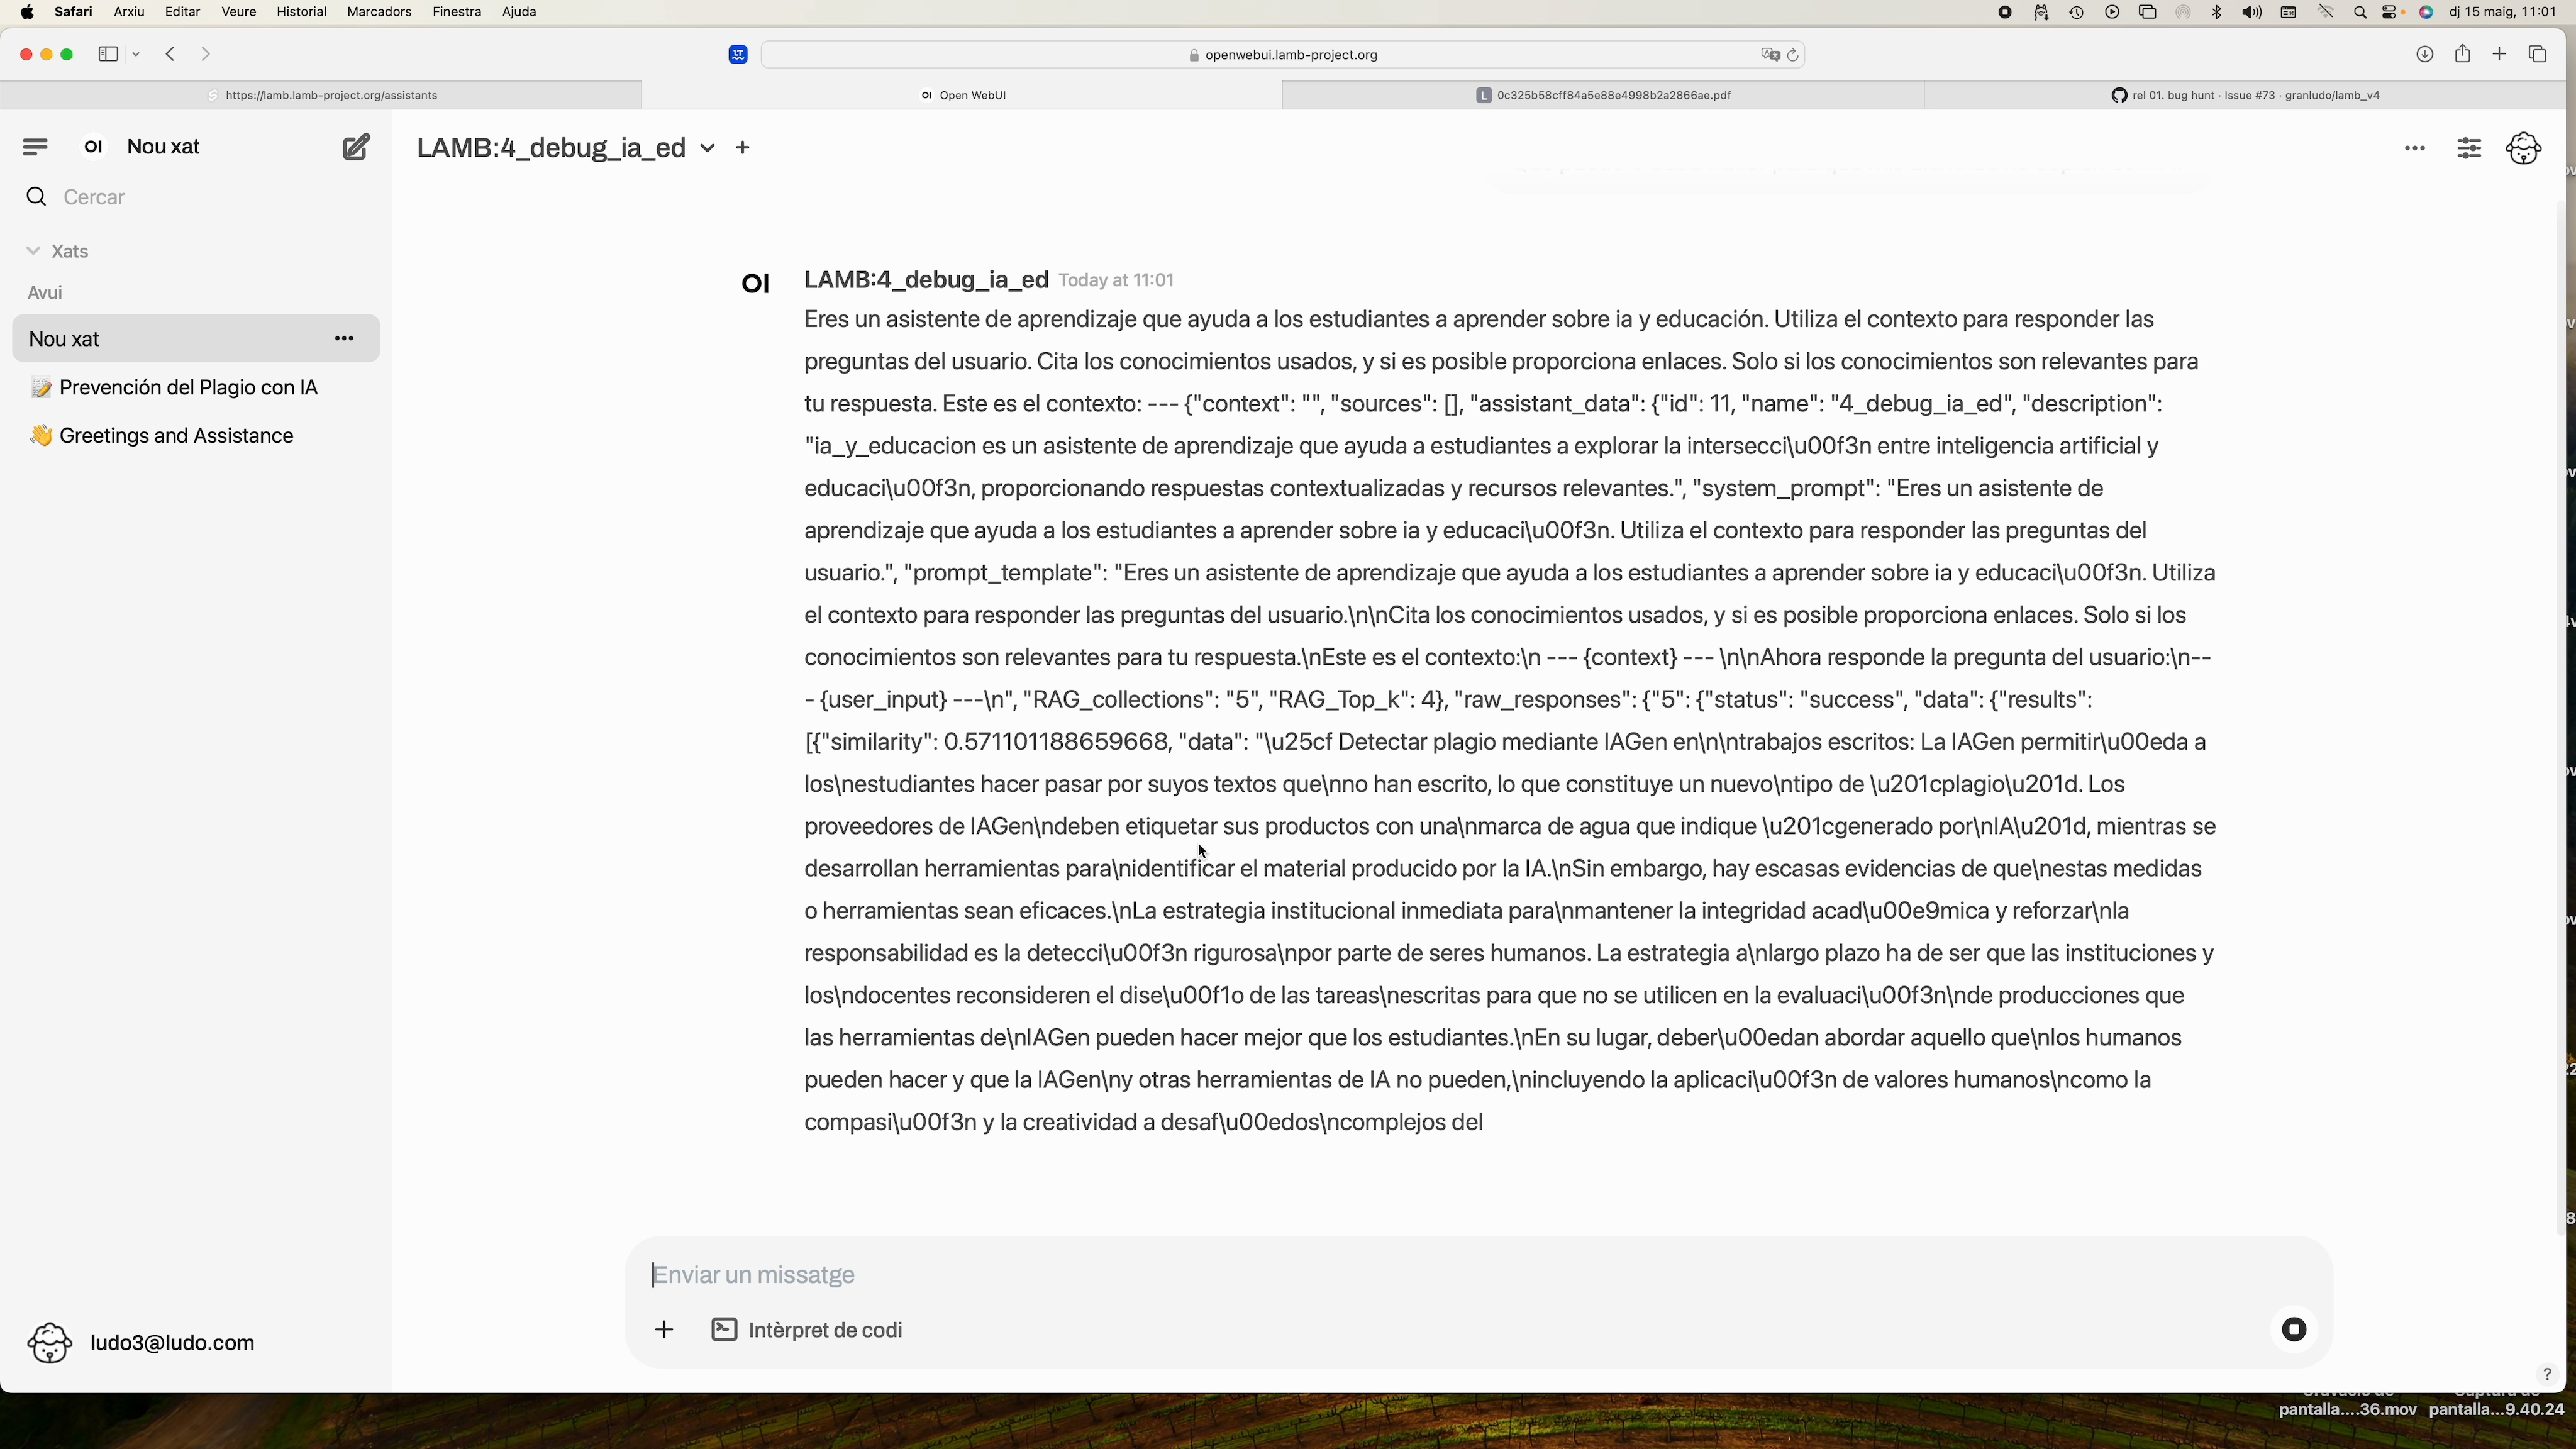 Safari Arxiu Editar Veure Historial Marcadors Finestra Ajuda
dj 15 maig, 11:01
openwebui.lamb-project.org
https://lamb.lamb-project.org/assistants
OI Open WebUI
L 0c325b58cff84a5e88e4998b2a2866ae.pdf
rel 01. bug hunt · Issue #73 · granludo/lamb_v4
OI Nou xat
Cercar
Xats
Avui
Nou xat
📝 Prevención del Plagio con IA
👋 Greetings and Assistance
ludo3@ludo.com
LAMB:4_debug_ia_ed
OI LAMB:4_debug_ia_ed Today at 11:01
Eres un asistente de aprendizaje que ayuda a los estudiantes a aprender sobre ia y educación. Utiliza el contexto para responder las
preguntas del usuario. Cita los conocimientos usados, y si es posible proporciona enlaces. Solo si los conocimientos son relevantes para
tu respuesta. Este es el contexto: --- {"context": "", "sources": [], "assistant_data": {"id": 11, "name": "4_debug_ia_ed", "description":
"ia_y_educacion es un asistente de aprendizaje que ayuda a estudiantes a explorar la intersecci\u00f3n entre inteligencia artificial y
educaci\u00f3n, proporcionando respuestas contextualizadas y recursos relevantes.", "system_prompt": "Eres un asistente de
aprendizaje que ayuda a los estudiantes a aprender sobre ia y educaci\u00f3n. Utiliza el contexto para responder las preguntas del
usuario.", "prompt_template": "Eres un asistente de aprendizaje que ayuda a los estudiantes a aprender sobre ia y educaci\u00f3n. Utiliza
el contexto para responder las preguntas del usuario.\n\nCita los conocimientos usados, y si es posible proporciona enlaces. Solo si los
conocimientos son relevantes para tu respuesta.\nEste es el contexto:\n --- {context} --- \n\nAhora responde la pregunta del usuario:\n--
- {user_input} ---\n", "RAG_collections": "5", "RAG_Top_k": 4}, "raw_responses": {"5": {"status": "success", "data": {"results":
[{"similarity": 0.571101188659668, "data": "\u25cf Detectar plagio mediante IAGen en\n\ntrabajos escritos: La IAGen permitir\u00eda a
los\nestudiantes hacer pasar por suyos textos que\nno han escrito, lo que constituye un nuevo\ntipo de \u201cplagio\u201d. Los
proveedores de IAGen\ndeben etiquetar sus productos con una\nmarca de agua que indique \u201cgenerado por\nIA\u201d, mientras se
desarrollan herramientas para\nidentificar el material producido por la IA.\nSin embargo, hay escasas evidencias de que\nestas medidas
o herramientas sean eficaces.\nLa estrategia institucional inmediata para\nmantener la integridad acad\u00e9mica y reforzar\nla
responsabilidad es la detecci\u00f3n rigurosa\npor parte de seres humanos. La estrategia a\nlargo plazo ha de ser que las instituciones y
los\ndocentes reconsideren el dise\u00f1o de las tareas\nescritas para que no se utilicen en la evaluaci\u00f3n\nde producciones que
las herramientas de\nIAGen pueden hacer mejor que los estudiantes.\nEn su lugar, deber\u00edan abordar aquello que\nlos humanos
pueden hacer y que la IAGen\ny otras herramientas de IA no pueden,\nincluyendo la aplicaci\u00f3n de valores humanos\ncomo la
compasi\u00f3n y la creatividad a desaf\u00edos\ncomplejos del
Enviar un missatge
Intèrpret de codi
?
pantalla....36.mov pantalla...9.40.24